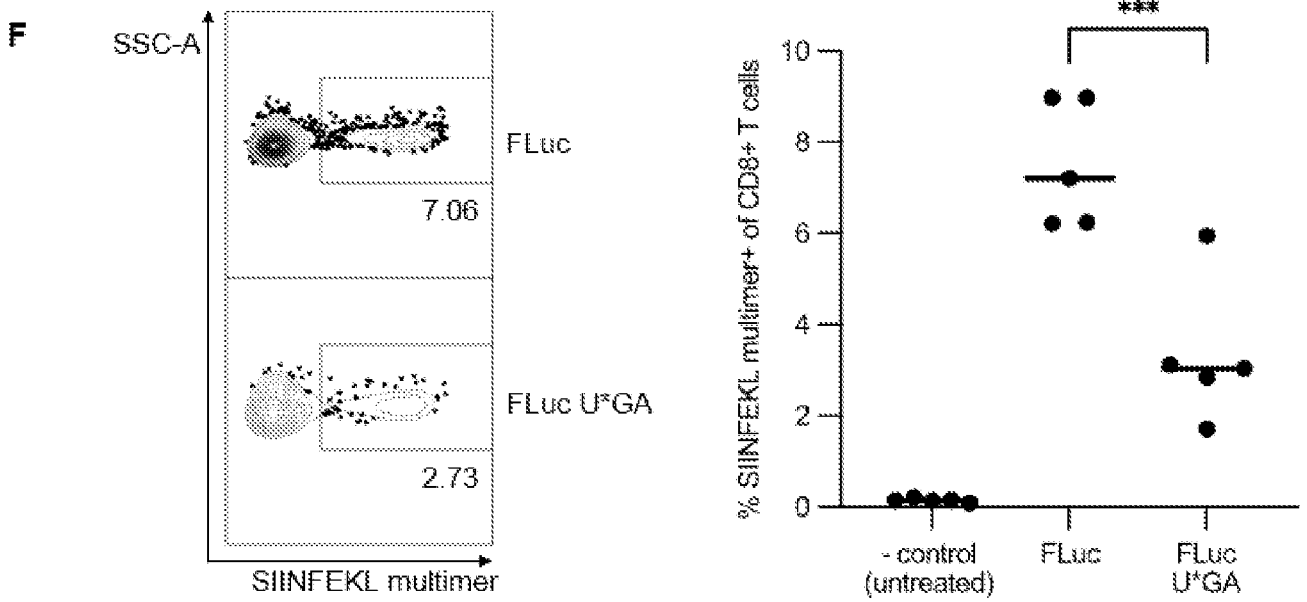 F
SSC-A
FLuc
7.06
FLuc U*GA
2.73
SIINFEKL multimer
***
% SIINFEKL multimer+ of CD8+ T cells
10
8
6
4
2
0
- control
(untreated)
FLuc
FLuc
U*GA